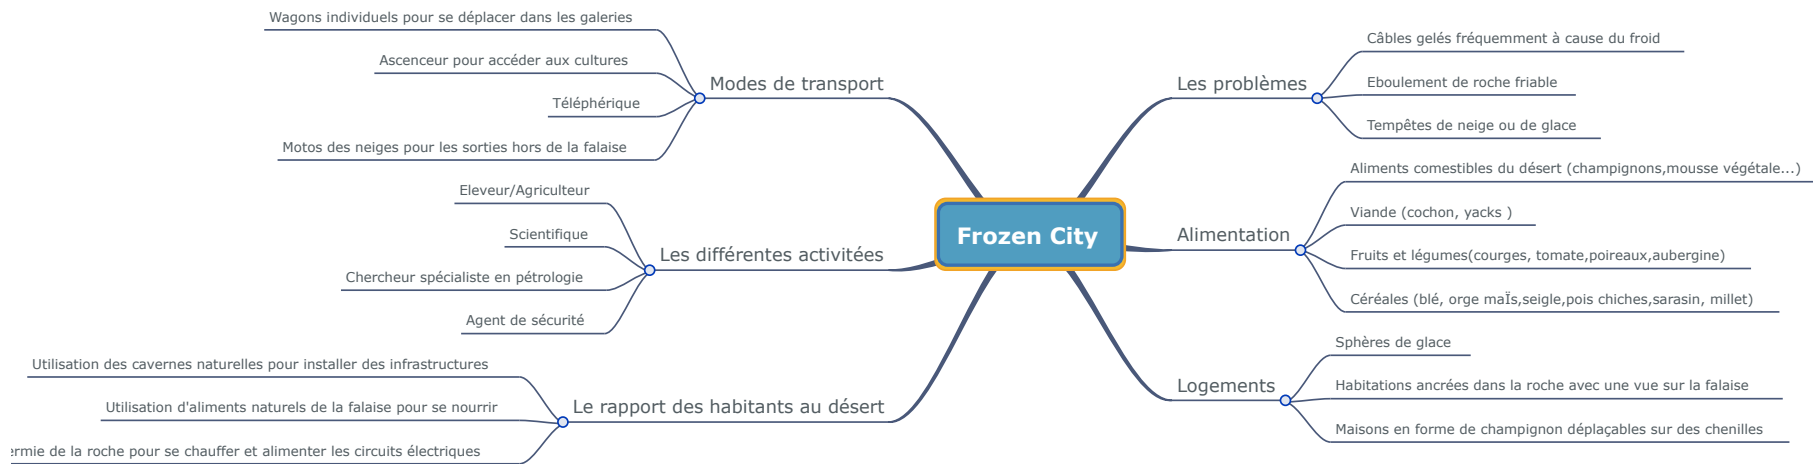 Frozen City
Modes de transport
Wagons individuels pour se déplacer dans les galeries
Ascenceur pour accéder aux cultures
Téléphérique
Motos des neiges pour les sorties hors de la falaise
Les différentes activitées
Eleveur/Agriculteur
Scientifique
Chercheur spécialiste en pétrologie
Agent de sécurité
Le rapport des habitants au désert
Utilisation des cavernes naturelles pour installer des infrastructures
Utilisation d'aliments naturels de la falaise pour se nourrir
de la roche pour se chauffer et alimenter les circuits électriques
Les problèmes
Câbles gelés fréquemment à cause du froid
Eboulement de roche friable
Tempêtes de neige ou de glace
Alimentation
Aliments comestibles du désert (champignons,mousse végétale...)
Viande (cochon, yacks )
Fruits et légumes(courges, tomate,poireaux,aubergine)
Céréales (blé, orge maÏs,seigle,pois chiches,sarasin, millet)
Logements
Sphères de glace
Habitations ancrées dans la roche avec une vue sur la falaise
Maisons en forme de champignon déplaçables sur des chenilles